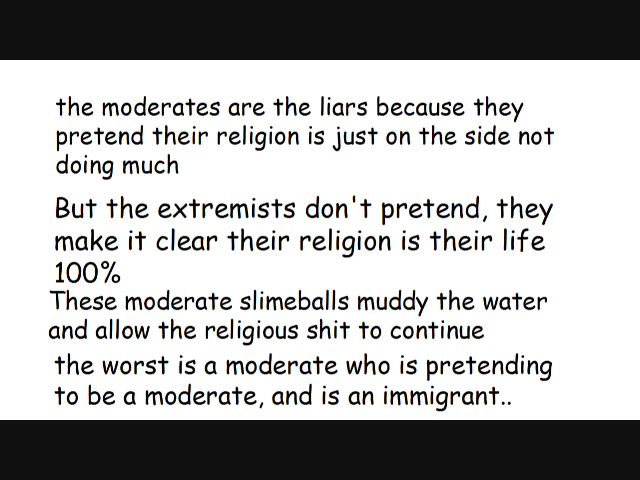 the moderates are the liars because they
pretend their religion is just on the side not
doing much
But the extremists don't pretend, they
make it clear their religion is their life
100%
These moderate slimeballs muddy the water
and allow the religious shit to continue
the worst is a moderate who is pretending
to be a moderate, and is an immigrant..